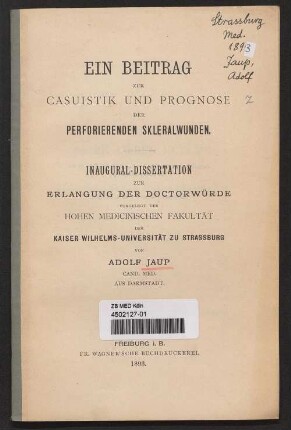 Strassburg
Med.
1893
Jaup,
Adolf
EIN BEITRAG
ZUR
CASUISTIK UND PROGNOSE
DER
PERFORIERENDEN SKLERALWUNDEN.
INAUGURAL-DISSERTATION
ZUR
ERLANGUNG DER DOCTORWÜRDE
VORGELEGT DER
HOHEN MEDICINISCHEN FAKULTÄT
DER
KAISER WILHELMS-UNIVERSITÄT ZU STRASSBURG
VON
ADOLF JAUP
CAND. MED.
AUS DARMSTADT.
ZB MED Köln
4502127-01
FREIBURG I. B.
CH. WAGNER'SCHE BUCHDRUCKEREI.
1893.